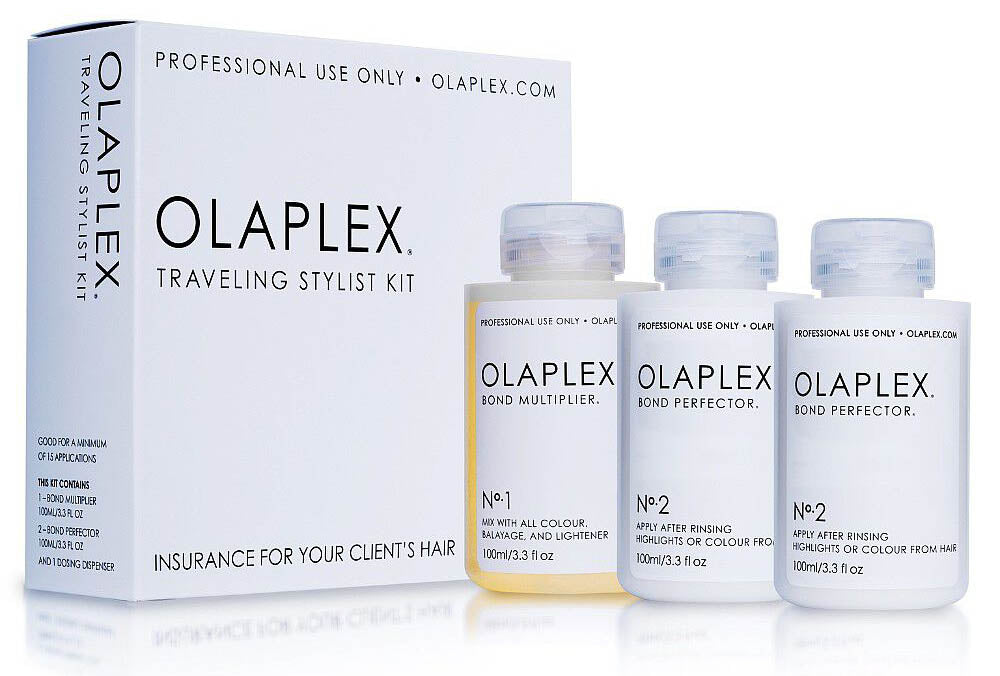 OLAPLEX.
TRAVELING STYLIST KIT
GOOD FOR A MINIMUM
OF 15 APPLICATIONS
THIS KIT CONTAINS
1 – BOND MULTIPLIER
100ML/3.3 FL OZ
2 – BOND PERFECTOR
100ML/3.3 FL OZ
AND 1 DOSING DISPENSER
PROFESSIONAL USE ONLY • OLAPLEX.COM
OLAPLEX.
TRAVELING STYLIST KIT
INSURANCE FOR YOUR CLIENT'S HAIR
PROFESSIONAL USE ONLY • OLAP
OLAPLEX
BOND MULTIPLIER.
Nº.1
MIX WITH ALL COLOUR,
BALAYAGE, AND LIGHTENER
100ml/3.3 fl oz
PROFESSIONAL USE ONLY • OLAPL
OLAPLEX
BOND PERFECTOR.
Nº.2
APPLY AFTER RINSING
HIGHLIGHTS OR COLOUR FRO
100ml/3.3 fl oz
PROFESSIONAL USE ONLY • OLAPLEX.COM
OLAPLEX.
BOND PERFECTOR.
Nº.2
APPLY AFTER RINSING
HIGHLIGHTS OR COLOUR FROM HAIR
100ml/3.3 fl oz